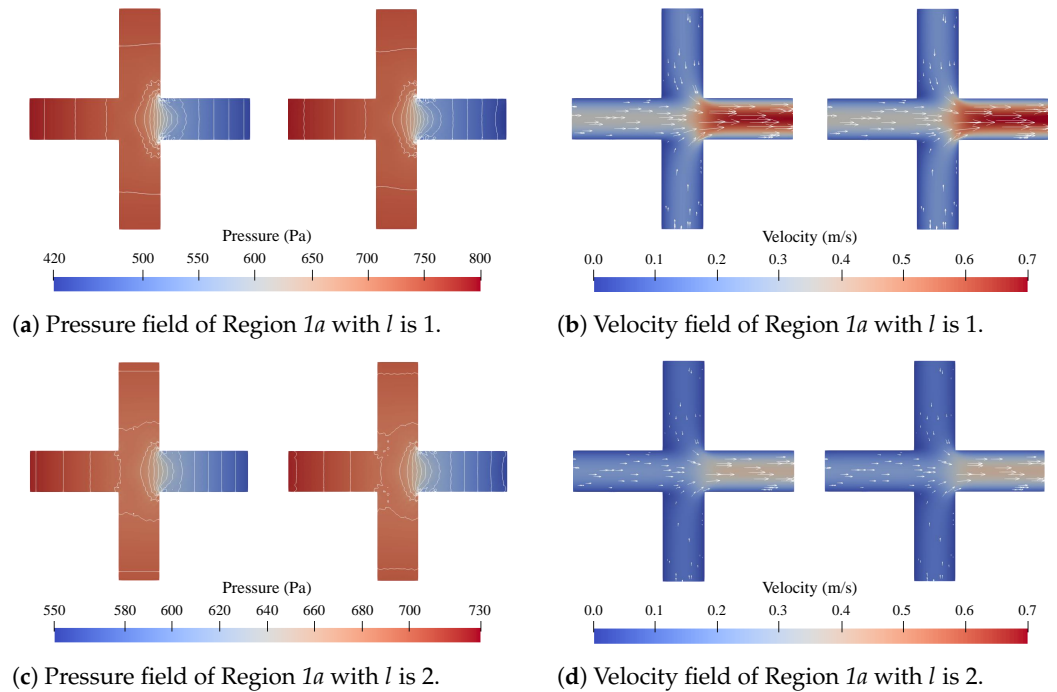 Pressure (Pa)
420 500 550 600 650 700 750 800
Velocity (m/s)
0.0 0.1 0.2 0.3 0.4 0.5 0.6 0.7
(a) Pressure field of Region 1a with l is 1.
(b) Velocity field of Region 1a with l is 1.
Pressure (Pa)
550 580 600 620 640 660 680 700 730
Velocity (m/s)
0.0 0.1 0.2 0.3 0.4 0.5 0.6 0.7
(c) Pressure field of Region 1a with l is 2.
(d) Velocity field of Region 1a with l is 2.